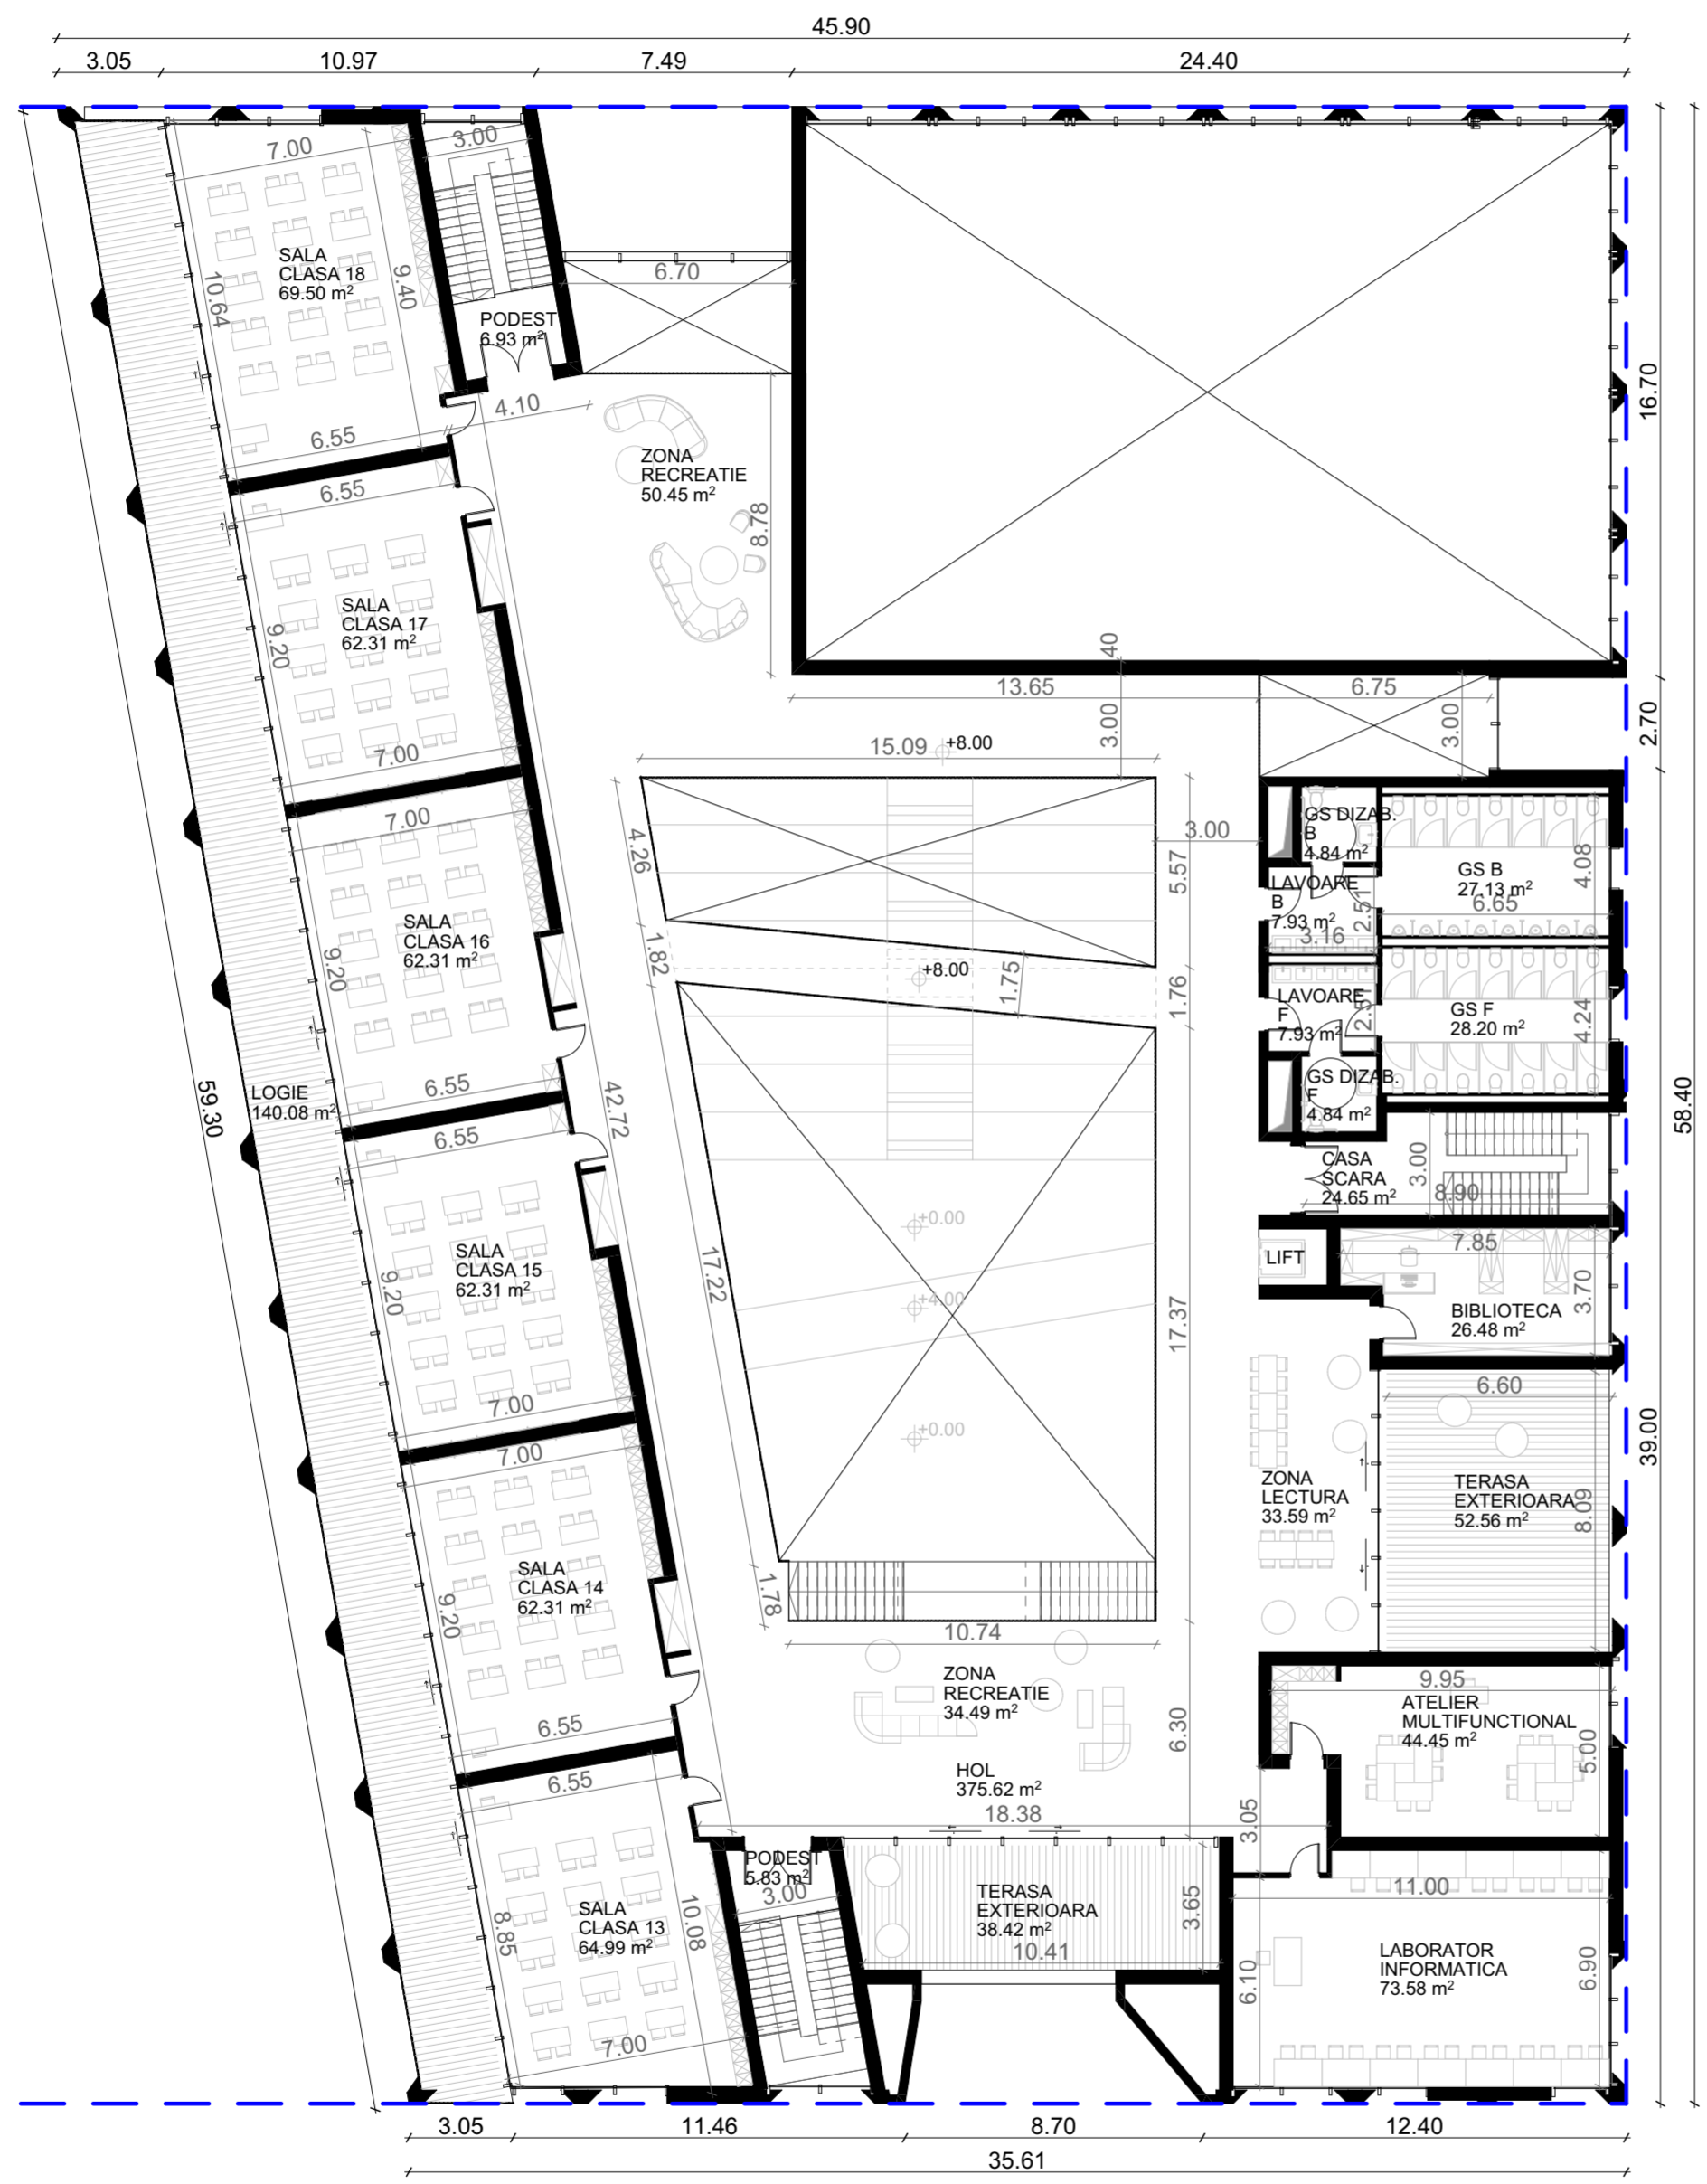 45.90
3.05
10.97
7.49
24.40
7.00
3.00
SALA
CLASA 18
69.50 m²
10.64
9.40
6.70
PODEST
6.93 m²
4.10
16.70
6.55
ZONA
RECREATIE
50.45 m²
8.78
6.55
SALA
CLASA 17
62.31 m²
9.20
7.00
40
13.65
6.75
3.00
3.00
2.70
15.09
+8.00
7.00
SALA
CLASA 16
62.31 m²
9.20
6.55
4.26
1.82
5.57
3.00
+8.00
1.75
1.76
GS DIZAB.
B
4.84 m²
LAVOARE
B
7.93 m²
3.16
2.51
GS B
27.13 m²
6.65
4.08
LAVOARE
F
7.93 m²
2.51
GS F
28.20 m²
4.24
GS DIZAB.
F
4.84 m²
59.30
LOGIE
140.08 m²
42.72
58.40
6.55
SALA
CLASA 15
62.31 m²
9.20
7.00
CASA
SCARA
24.65 m²
3.00
8.90
+0.00
17.22
+4.00
17.37
+0.00
LIFT
7.85
3.70
BIBLIOTECA
26.48 m²
6.60
39.00
ZONA
LECTURA
33.59 m²
TERASA
EXTERIOARA
52.56 m²
8.09
7.00
SALA
CLASA 14
62.31 m²
9.20
6.55
1.78
10.74
ZONA
RECREATIE
34.49 m²
6.30
9.95
ATELIER
MULTIFUNCTIONAL
44.45 m²
5.00
HOL
375.62 m²
18.38
3.05
6.55
SALA
CLASA 13
64.99 m²
8.85
10.08
7.00
PODEST
5.83 m²
3.00
TERASA
EXTERIOARA
38.42 m²
10.41
3.65
11.00
LABORATOR
INFORMATICA
73.58 m²
6.10
6.90
3.05
11.46
8.70
12.40
35.61